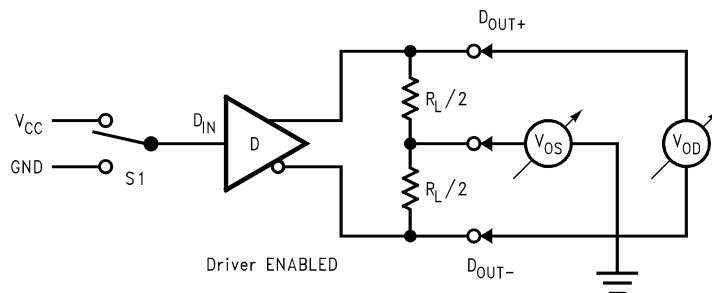 DOUT+
VCC
DIN
RL/2
D
VOS
VOD
GND
S1
RL/2
Driver ENABLED
DOUT-